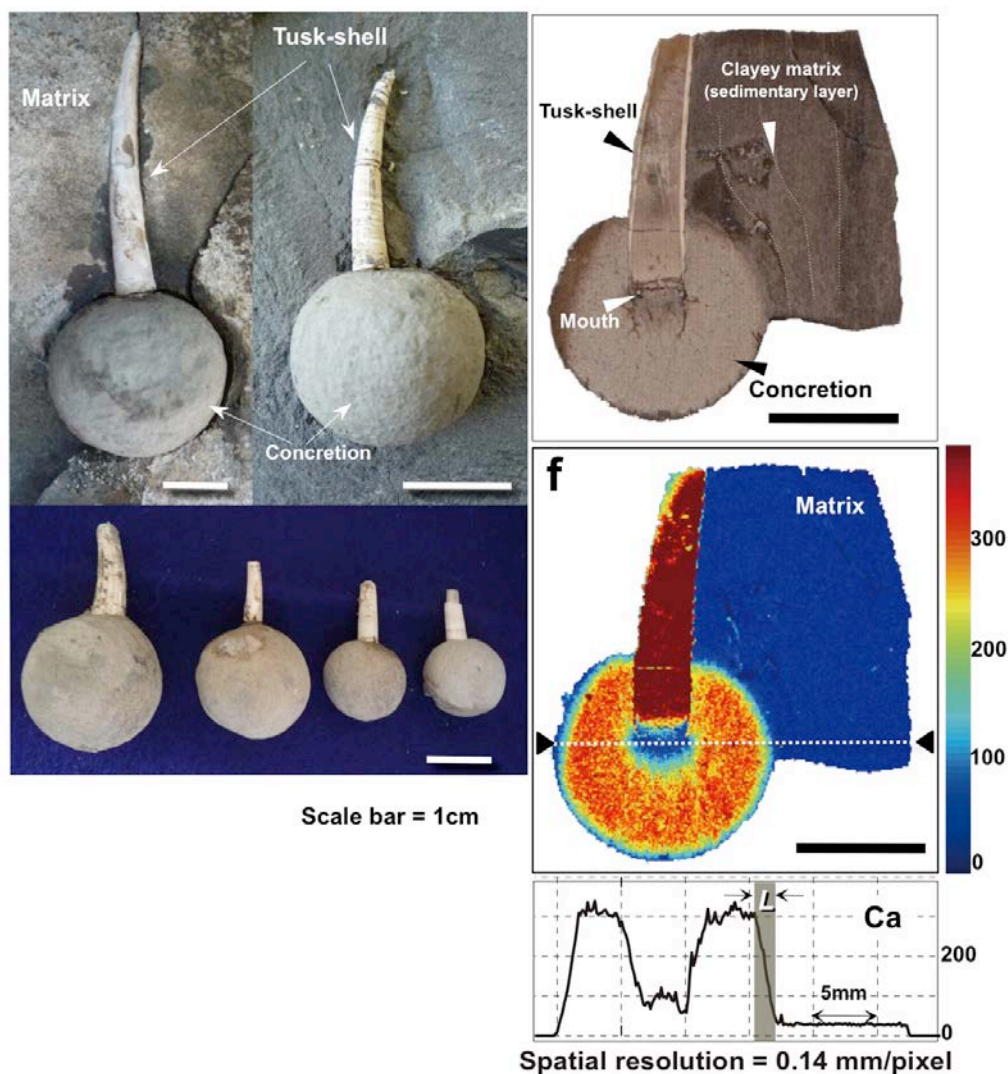 Tusk-shell
Matrix
Concretion
Scale bar = 1cm
Clayey matrix
(sedimentary layer)
Tusk-shell
Mouth
Concretion
f
Matrix
300
200
100
0
L
Ca
200
5mm
0
Spatial resolution = 0.14 mm/pixel